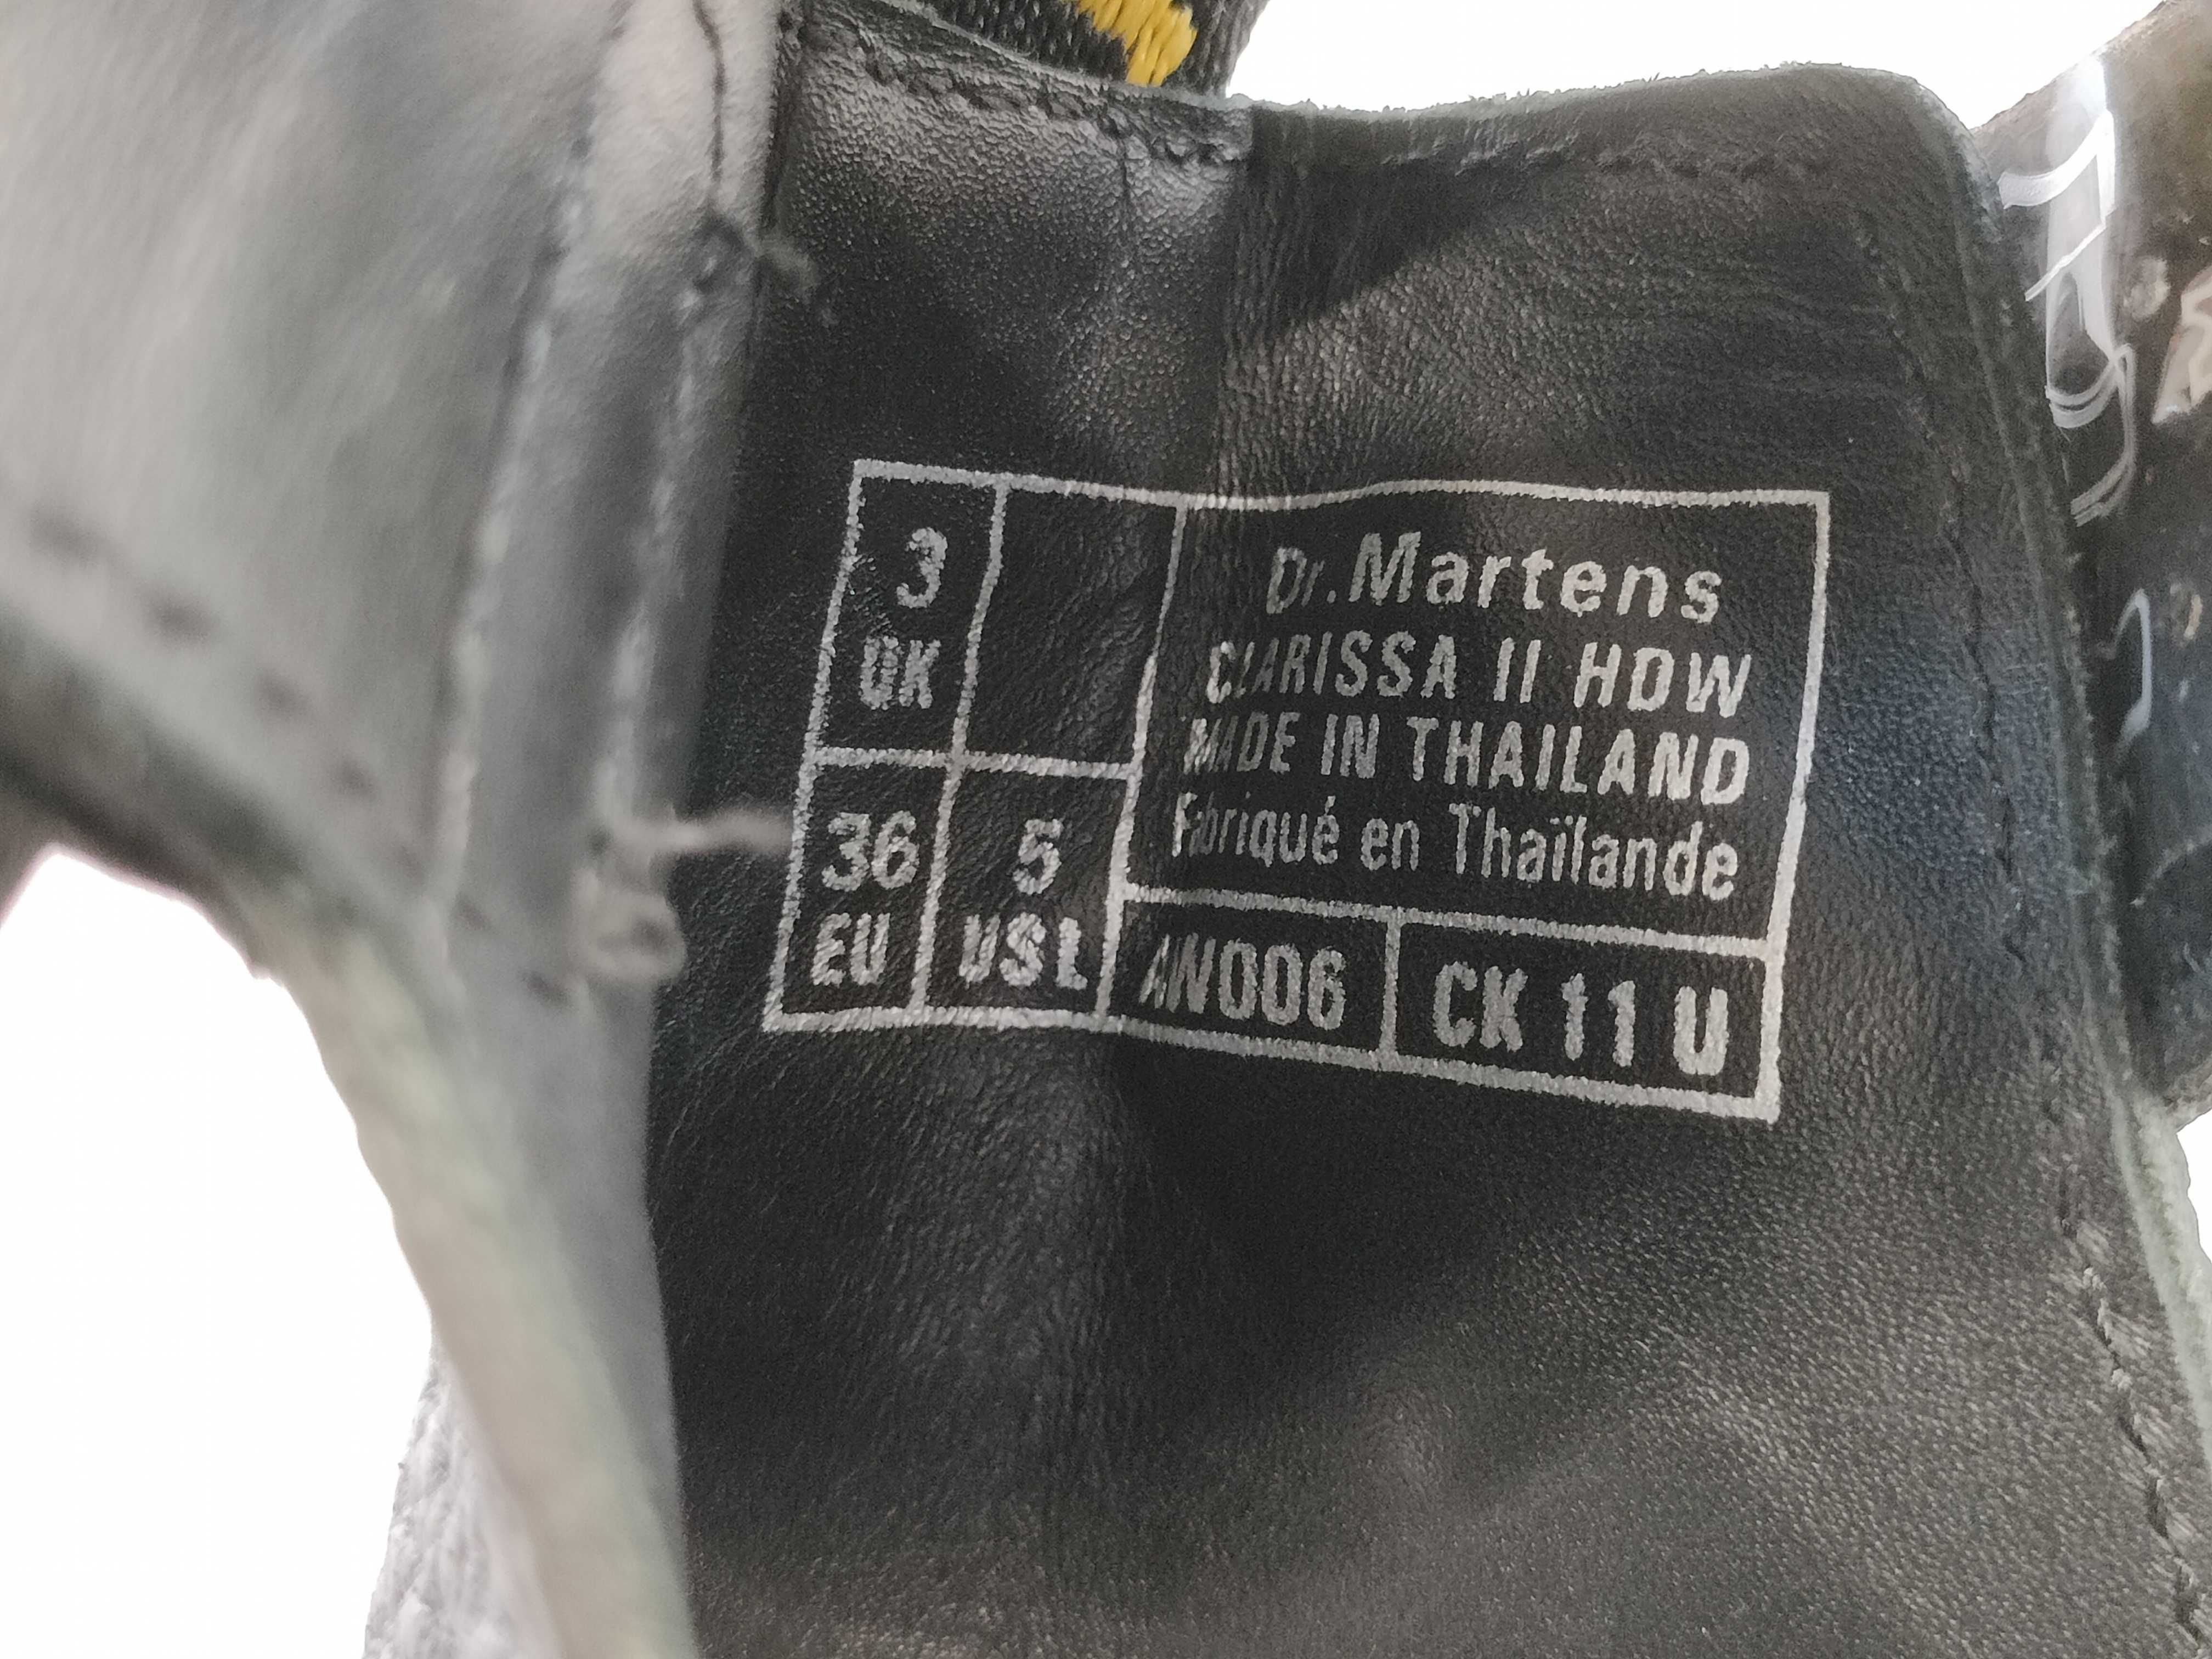 3
UK
36
EU
5
USL
Dr. Martens
CLARISSA II HDW
MADE IN THAILAND
Fabriqué en Thaïlande
AW006
CK 11 U